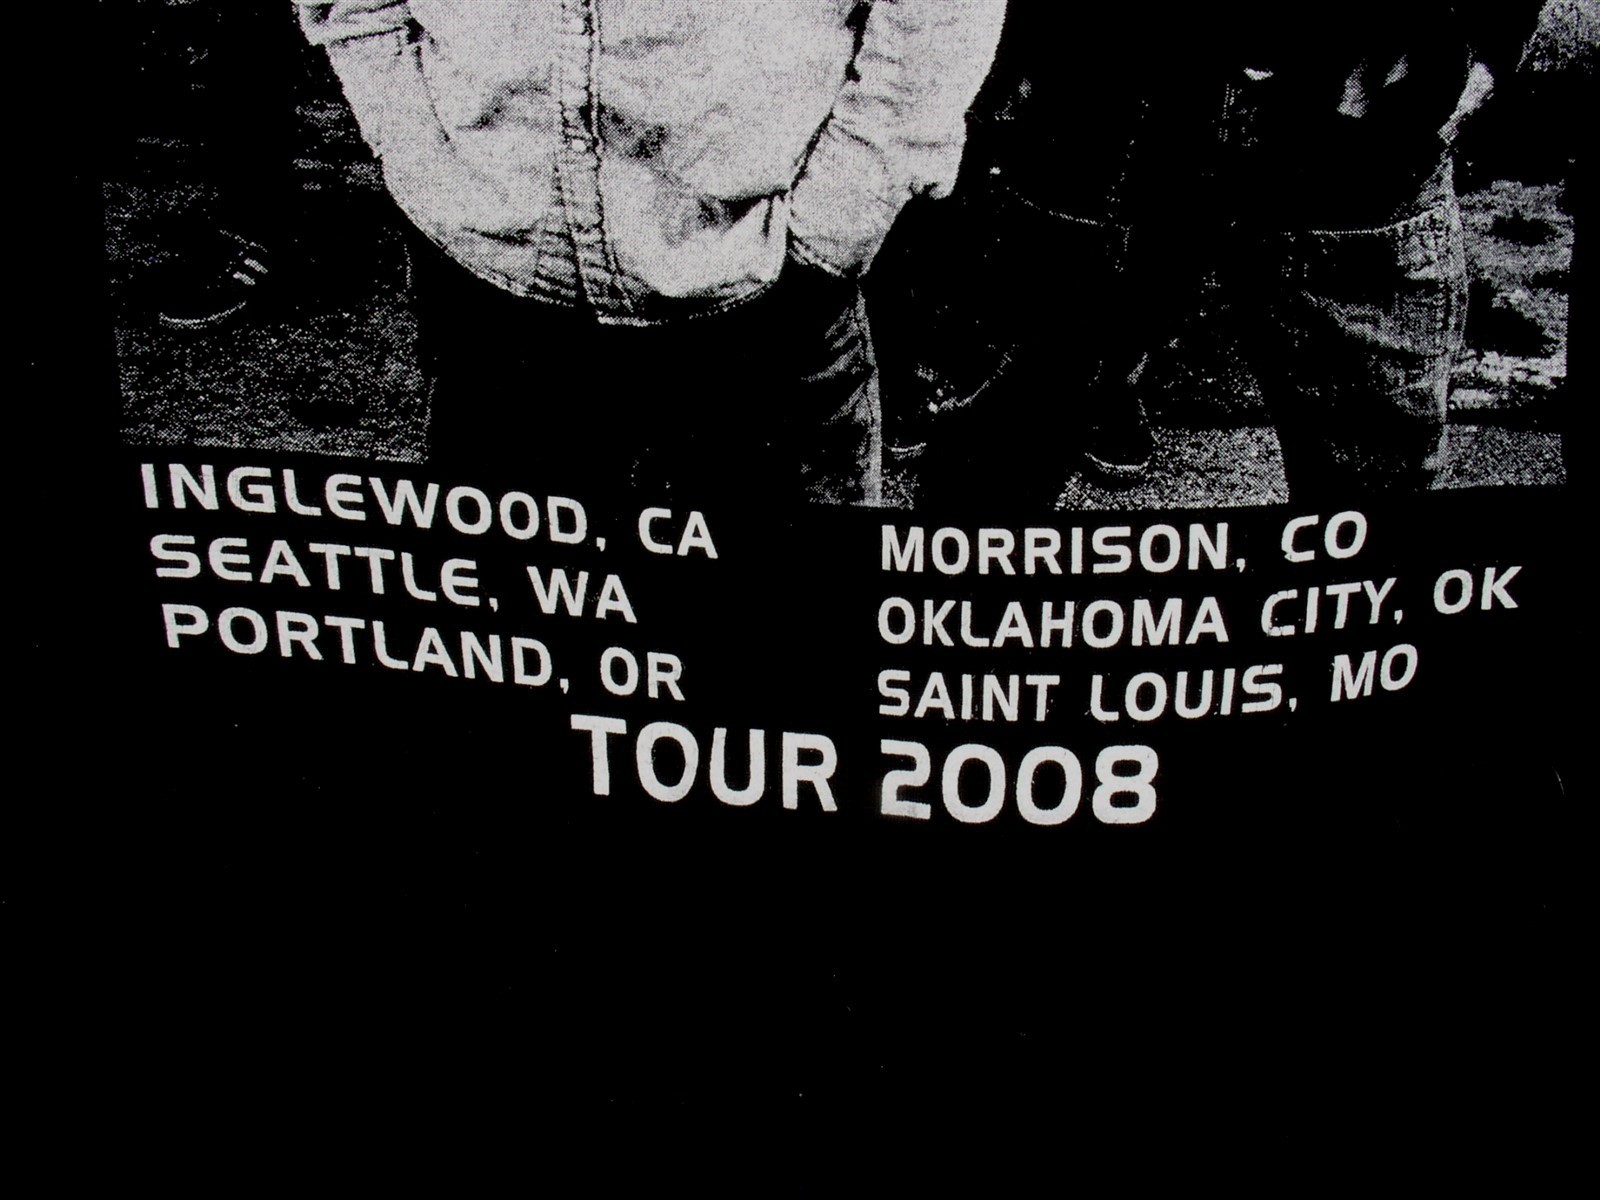 INGLEWOOD, CA
SEATTLE, WA
PORTLAND, OR
MORRISON, CO
OKLAHOMA CITY, OK
SAINT LOUIS, MO
TOUR 2008